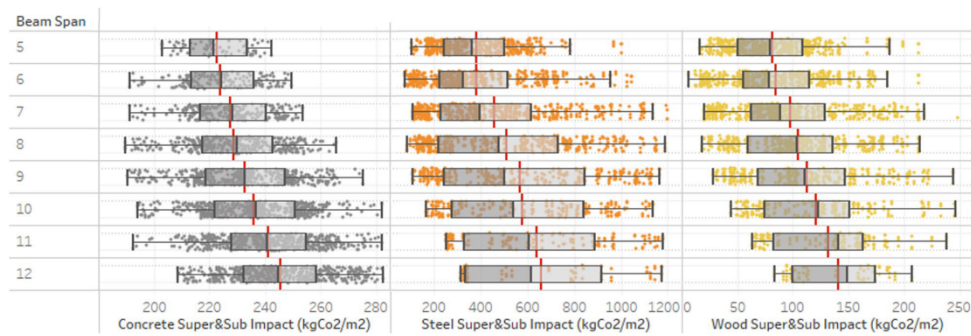 Beam Span
5
6
7
8
9
10
11
12
200 220 240 260 280 200 400 600 800 1000 1200 0 50 100 150 200 250
Concrete Super&Sub Impact (kgCo2/m2) Steel Super&Sub Impact (kgCo2/m2) Wood Super&Sub Impact (kgCo2/m2)